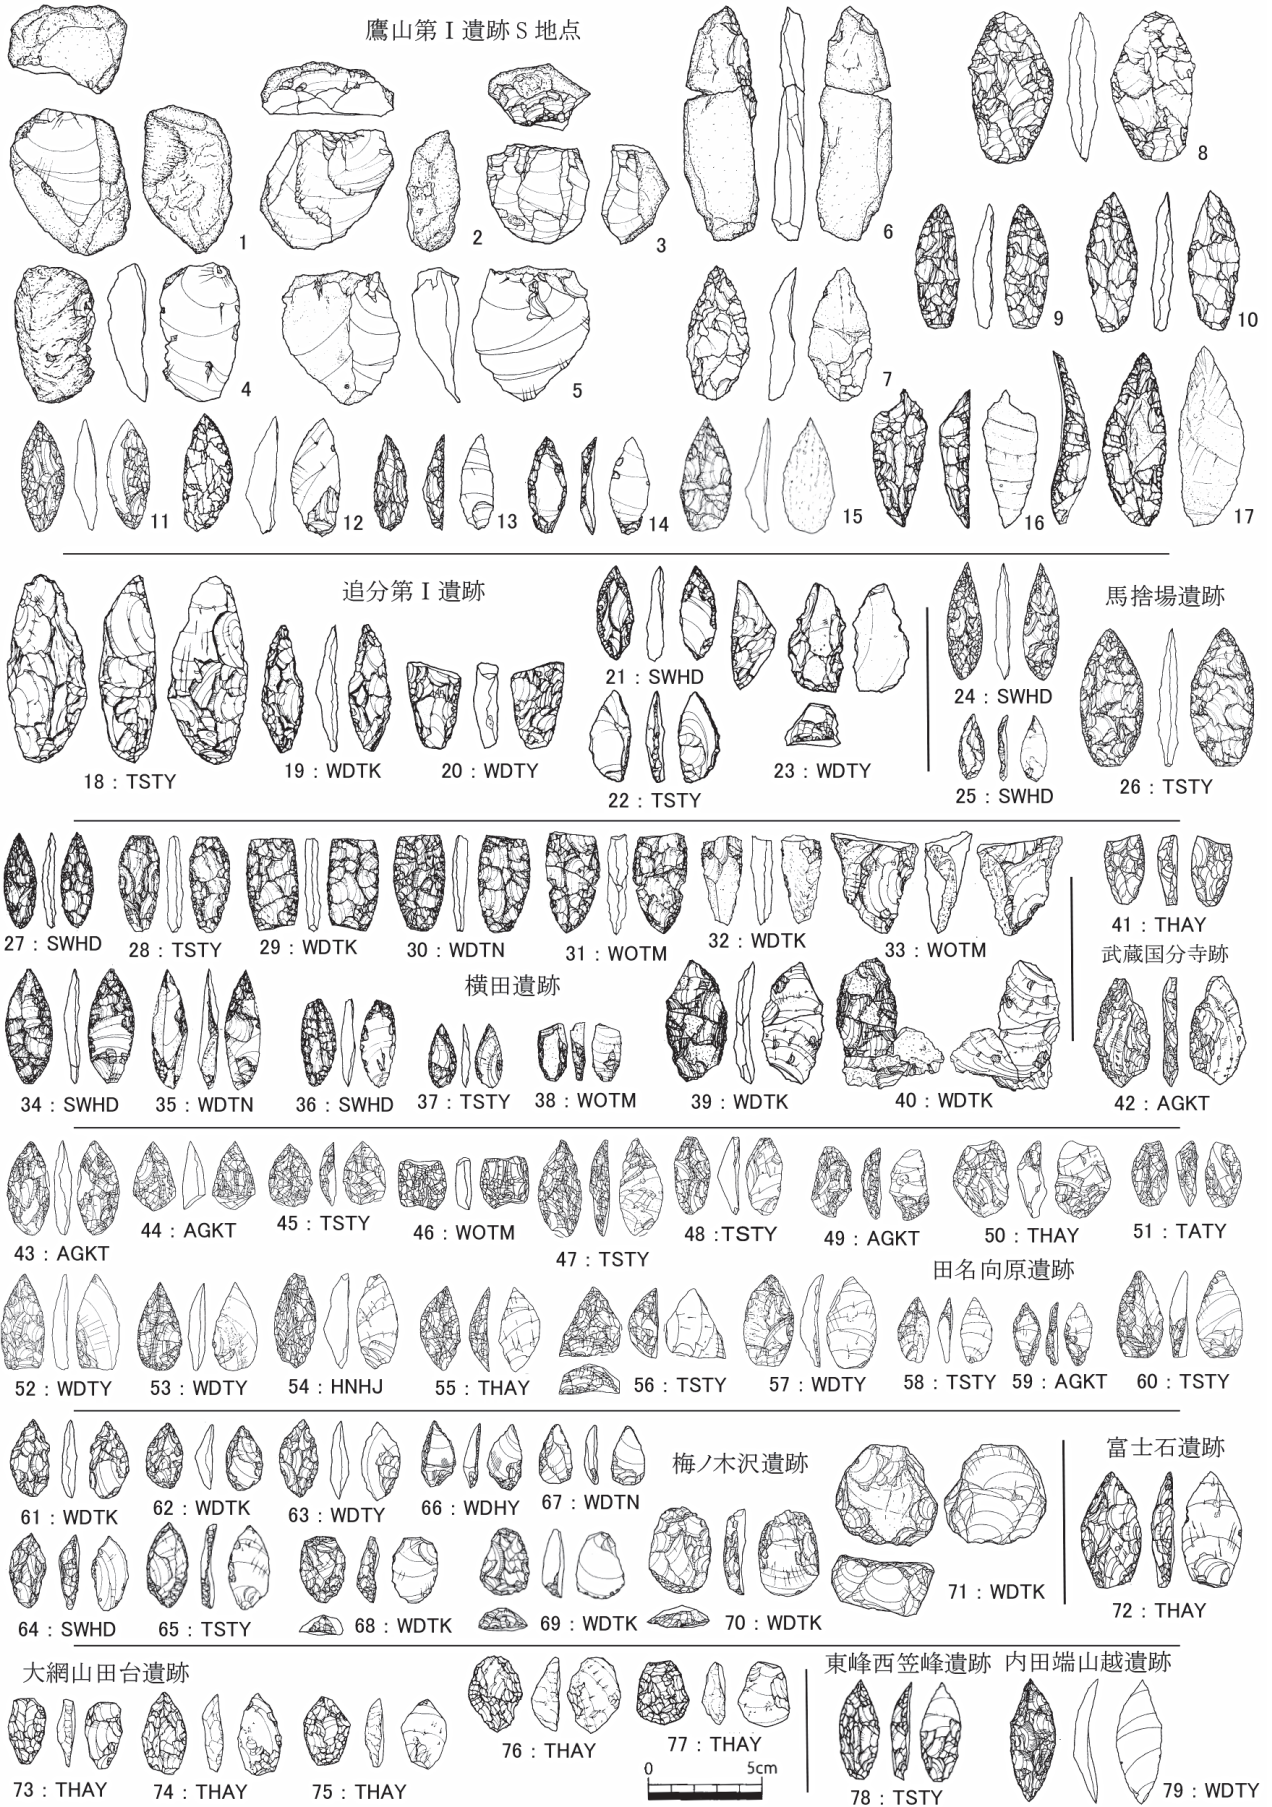 鷹山第Ⅰ遺跡S地点
1
2
3
6
8
9
10
4
5
7
11
12
13
14
15
16
17
追分第Ⅰ遺跡
馬捨場遺跡
18：TSTY
19：WDTK
20：WDTY
21：SWHD
22：TSTY
23：WDTY
24：SWHD
25：SWHD
26：TSTY
27：SWHD
28：TSTY
29：WDTK
30：WDTN
31：WOTM
32：WDTK
33：WOTM
41：THAY
横田遺跡
武蔵国分寺跡
34：SWHD
35：WDTN
36：SWHD
37：TSTY
38：WOTM
39：WDTK
40：WDTK
42：AGKT
43：AGKT
44：AGKT
45：TSTY
46：WOTM
47：TSTY
48：TSTY
49：AGKT
50：THAY
51：TATY
田名向原遺跡
52：WDTY
53：WDTY
54：HNHJ
55：THAY
56：TSTY
57：WDTY
58：TSTY
59：AGKT
60：TSTY
梅ノ木沢遺跡
富士石遺跡
61：WDTK
62：WDTK
63：WDTY
66：WDHY
67：WDTN
64：SWHD
65：TSTY
68：WDTK
69：WDTK
70：WDTK
71：WDTK
72：THAY
大網山田台遺跡
東峰西笠峰遺跡
内田端山越遺跡
73：THAY
74：THAY
75：THAY
76：THAY
77：THAY
0 5cm
78：TSTY
79：WDTY